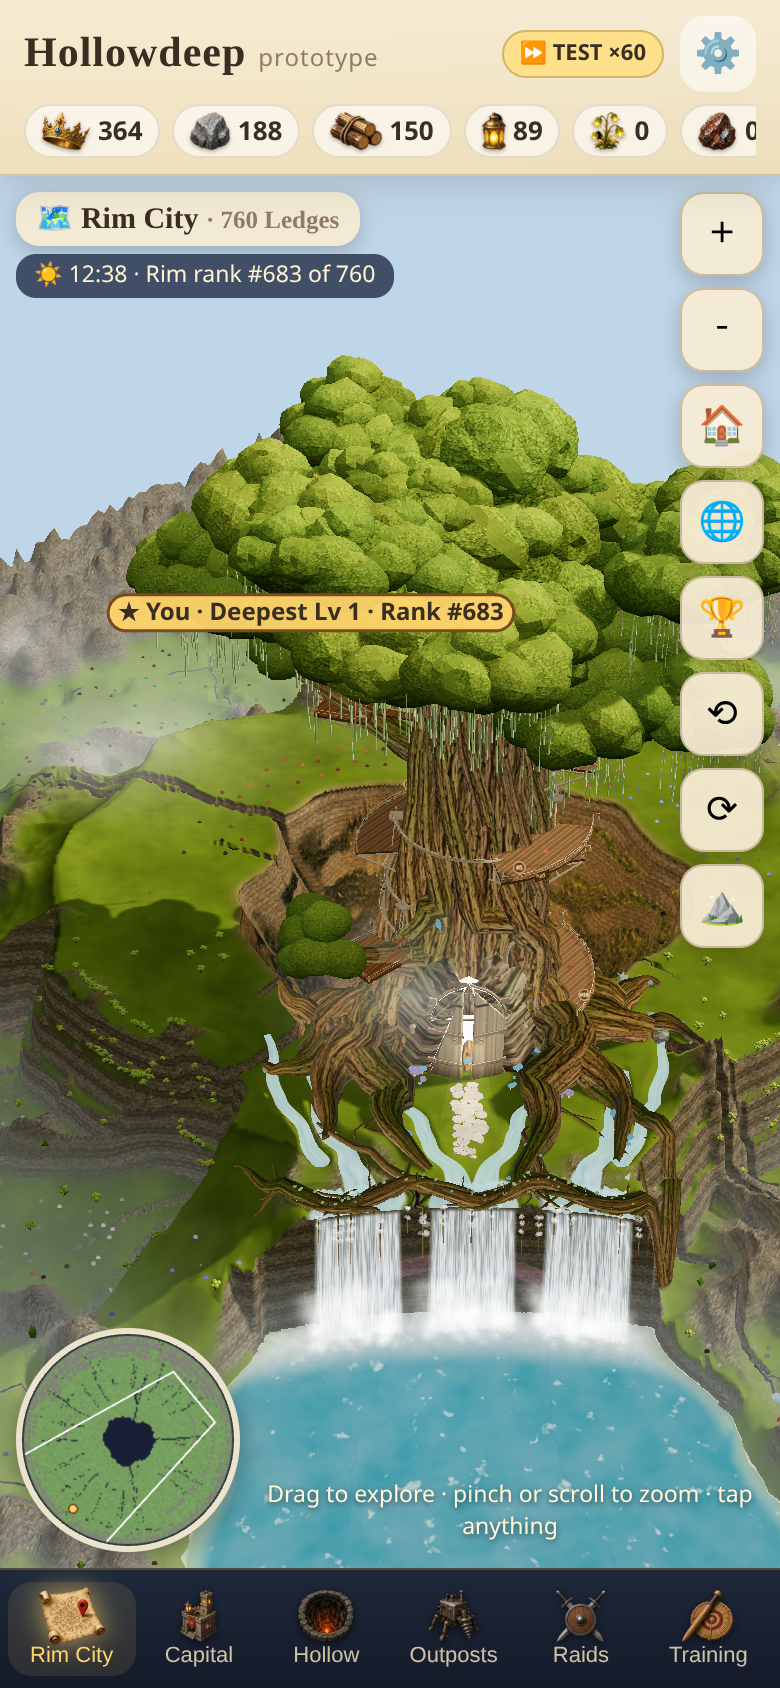 Hollowdeep prototype
TEST ×60
364
188
150
89
0
0
Rim City · 760 Ledges
12:38 · Rim rank #683 of 760
+
-
★ You · Deepest Lv 1 · Rank #683
Drag to explore · pinch or scroll to zoom · tap
anything
Rim City
Capital
Hollow
Outposts
Raids
Training